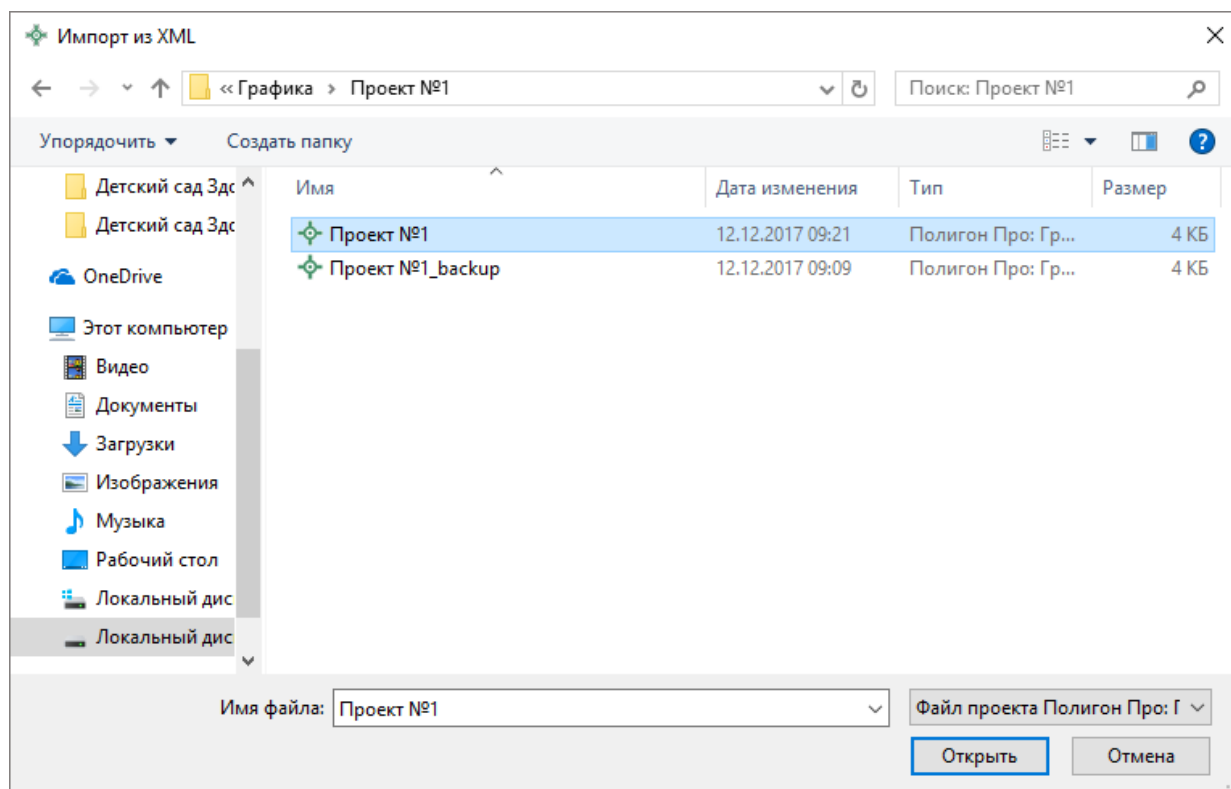 Импорт из XML
« Графика › Проект №1
Поиск: Проект №1
Упорядочить
Создать папку
Детский сад Здс
Имя
Дата изменения
Тип
Размер
Детский сад Здс
Проект №1
12.12.2017 09:21
Полигон Про: Гр...
4 КБ
Проект №1_backup
12.12.2017 09:09
Полигон Про: Гр...
4 КБ
OneDrive
Этот компьютер
Видео
Документы
Загрузки
Изображения
Музыка
Рабочий стол
Локальный дис
Локальный дис
Имя файла:
Проект №1
Файл проекта Полигон Про: Г
Открыть
Отмена